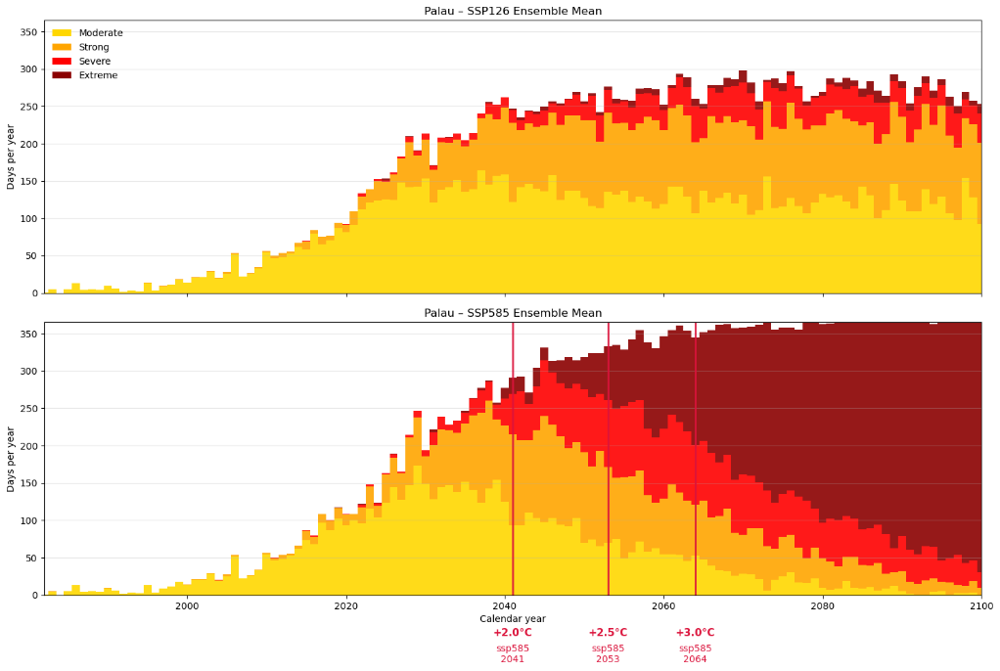 Palau – SSP126 Ensemble Mean
350
300
250
200
150
100
50
0
Days per year
Moderate
Strong
Severe
Extreme
Palau – SSP585 Ensemble Mean
350
300
250
200
150
100
50
0
Days per year
2000
2020
2040
2060
2080
2100
Calendar year
+2.0°C
ssp585
2041
+2.5°C
ssp585
2053
+3.0°C
ssp585
2064